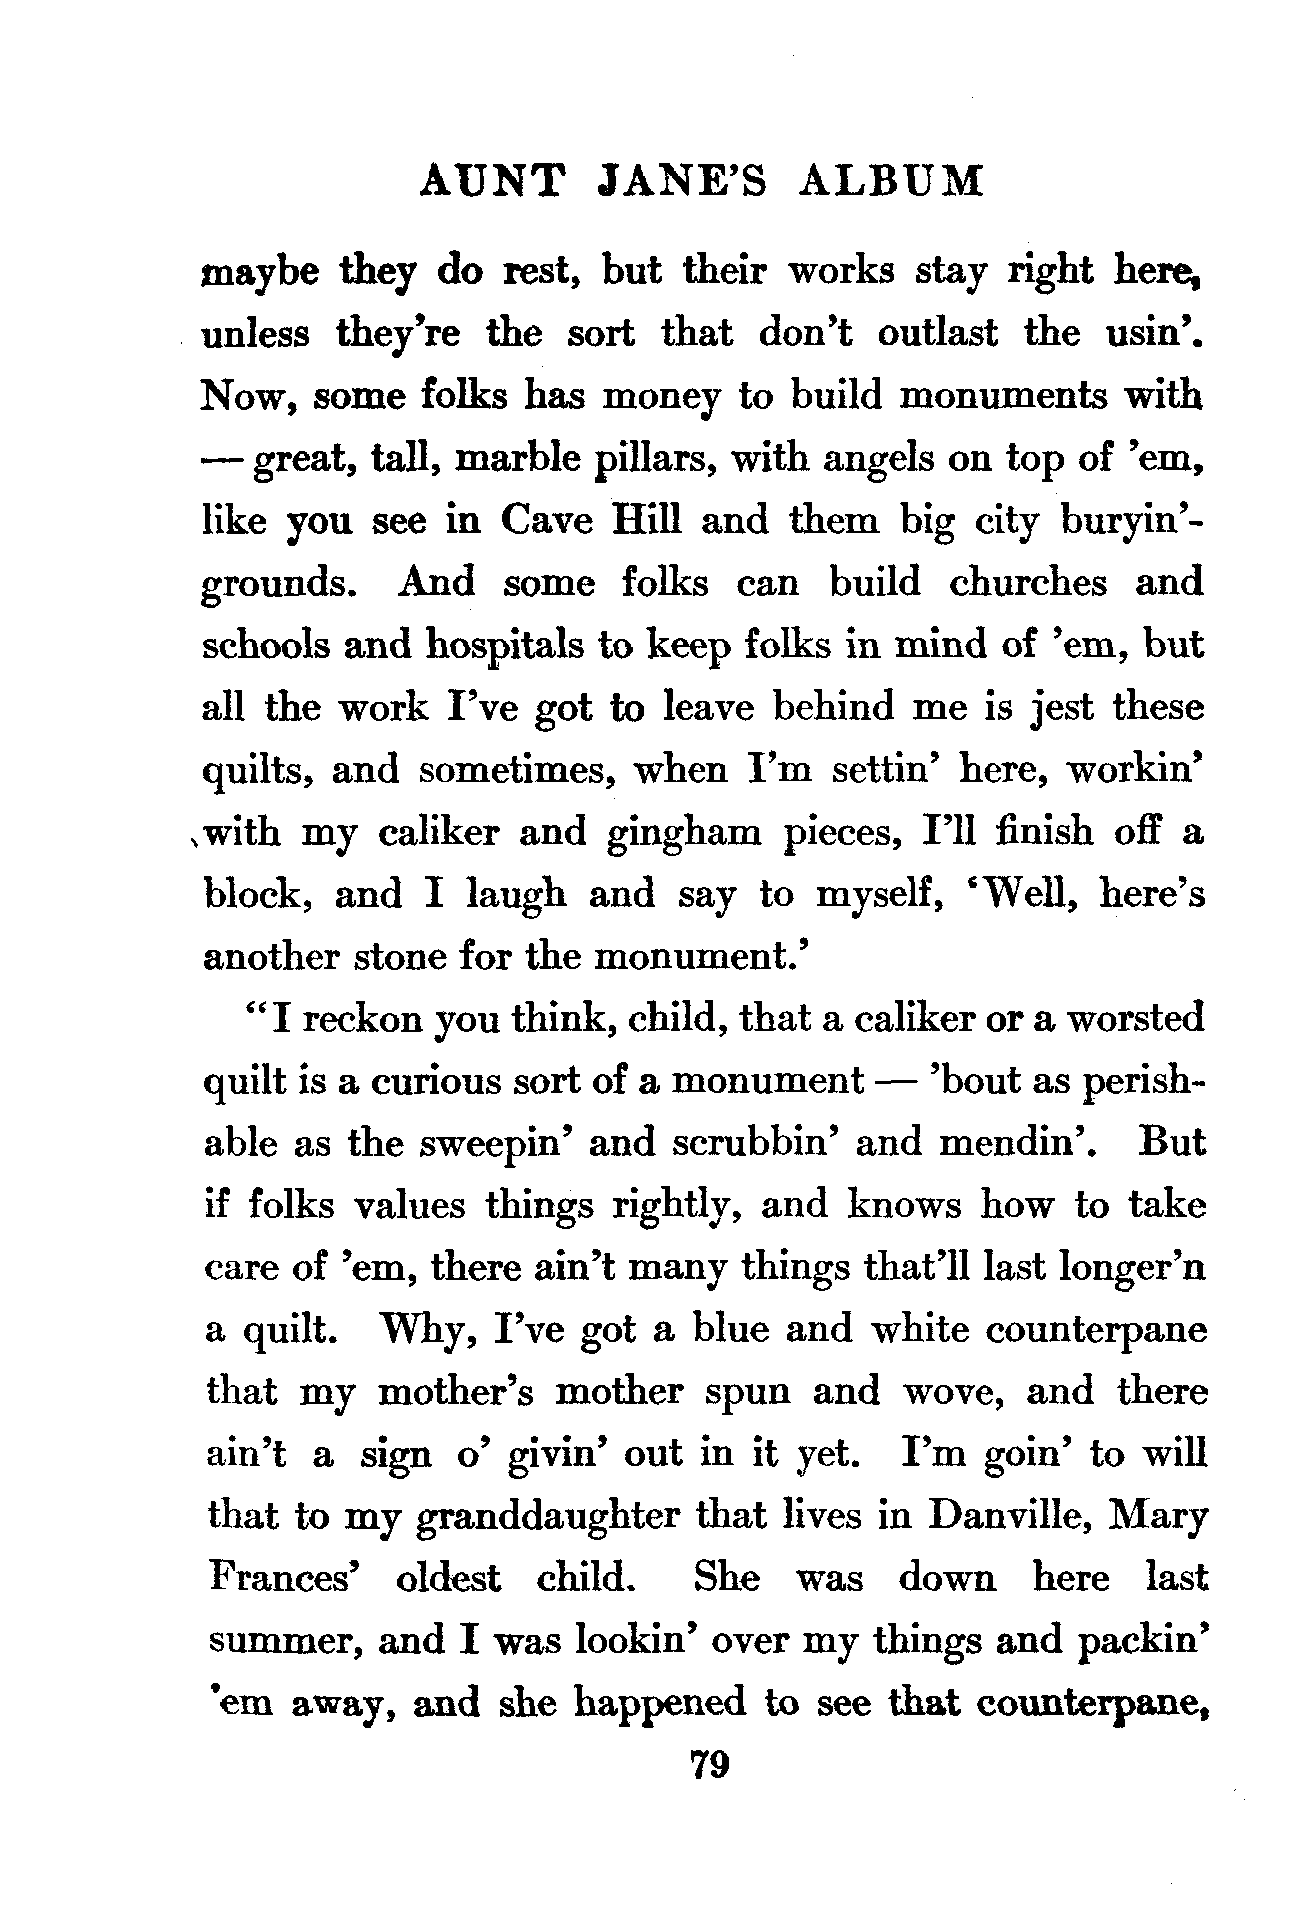 AUNT JANE'S ALBUM
maybe they do rest, but their works stay right here,
unless they're the sort that don't outlast the usin'.
Now, some folks has money to build monuments with
— great, tall, marble pillars, with angels on top of 'em,
like you see in Cave Hill and them big city buryin'-
grounds. And some folks can build churches and
schools and hospitals to keep folks in mind of 'em, but
all the work I've got to leave behind me is jest these
quilts, and sometimes, when I'm settin' here, workin'
with my caliker and gingham pieces, I'll finish off a
block, and I laugh and say to myself, 'Well, here's
another stone for the monument.'
"I reckon you think, child, that a caliker or a worsted
quilt is a curious sort of a monument — 'bout as perish-
able as the sweepin' and scrubbin' and mendin'. But
if folks values things rightly, and knows how to take
care of 'em, there ain't many things that'll last longer'n
a quilt. Why, I've got a blue and white counterpane
that my mother's mother spun and wove, and there
ain't a sign o' givin' out in it yet. I'm goin' to will
that to my granddaughter that lives in Danville, Mary
Frances' oldest child. She was down here last
summer, and I was lookin' over my things and packin'
'em away, and she happened to see that counterpane,
79